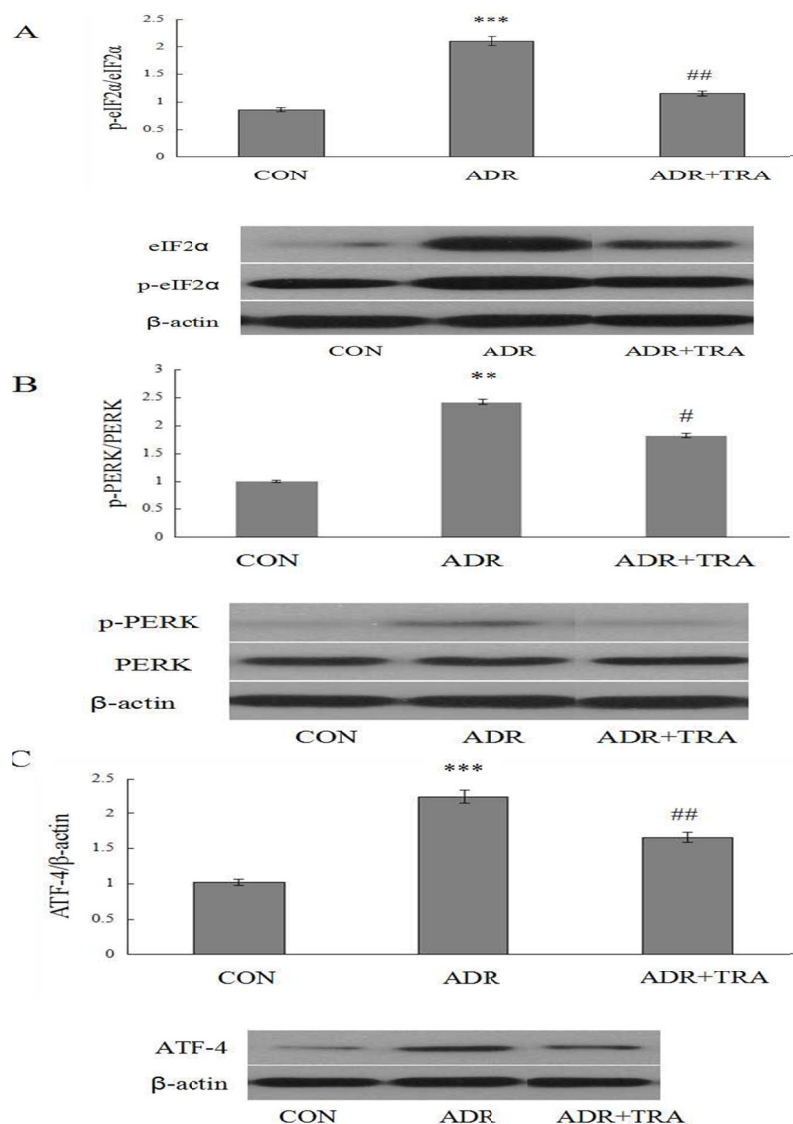 A
p-eIF2α/eIF2α
***
##
2.5
2
1.5
1
0.5
0
CON ADR ADR+TRA
eIF2α
p-eIF2α
β-actin
CON ADR ADR+TRA
B
p-PERK/PERK
**
#
3
2.5
2
1.5
1
0.5
0
CON ADR ADR+TRA
p-PERK
PERK
β-actin
CON ADR ADR+TRA
C
ATF-4/β-actin
***
##
2.5
2
1.5
1
0.5
0
CON ADR ADR+TRA
ATF-4
β-actin
CON ADR ADR+TRA